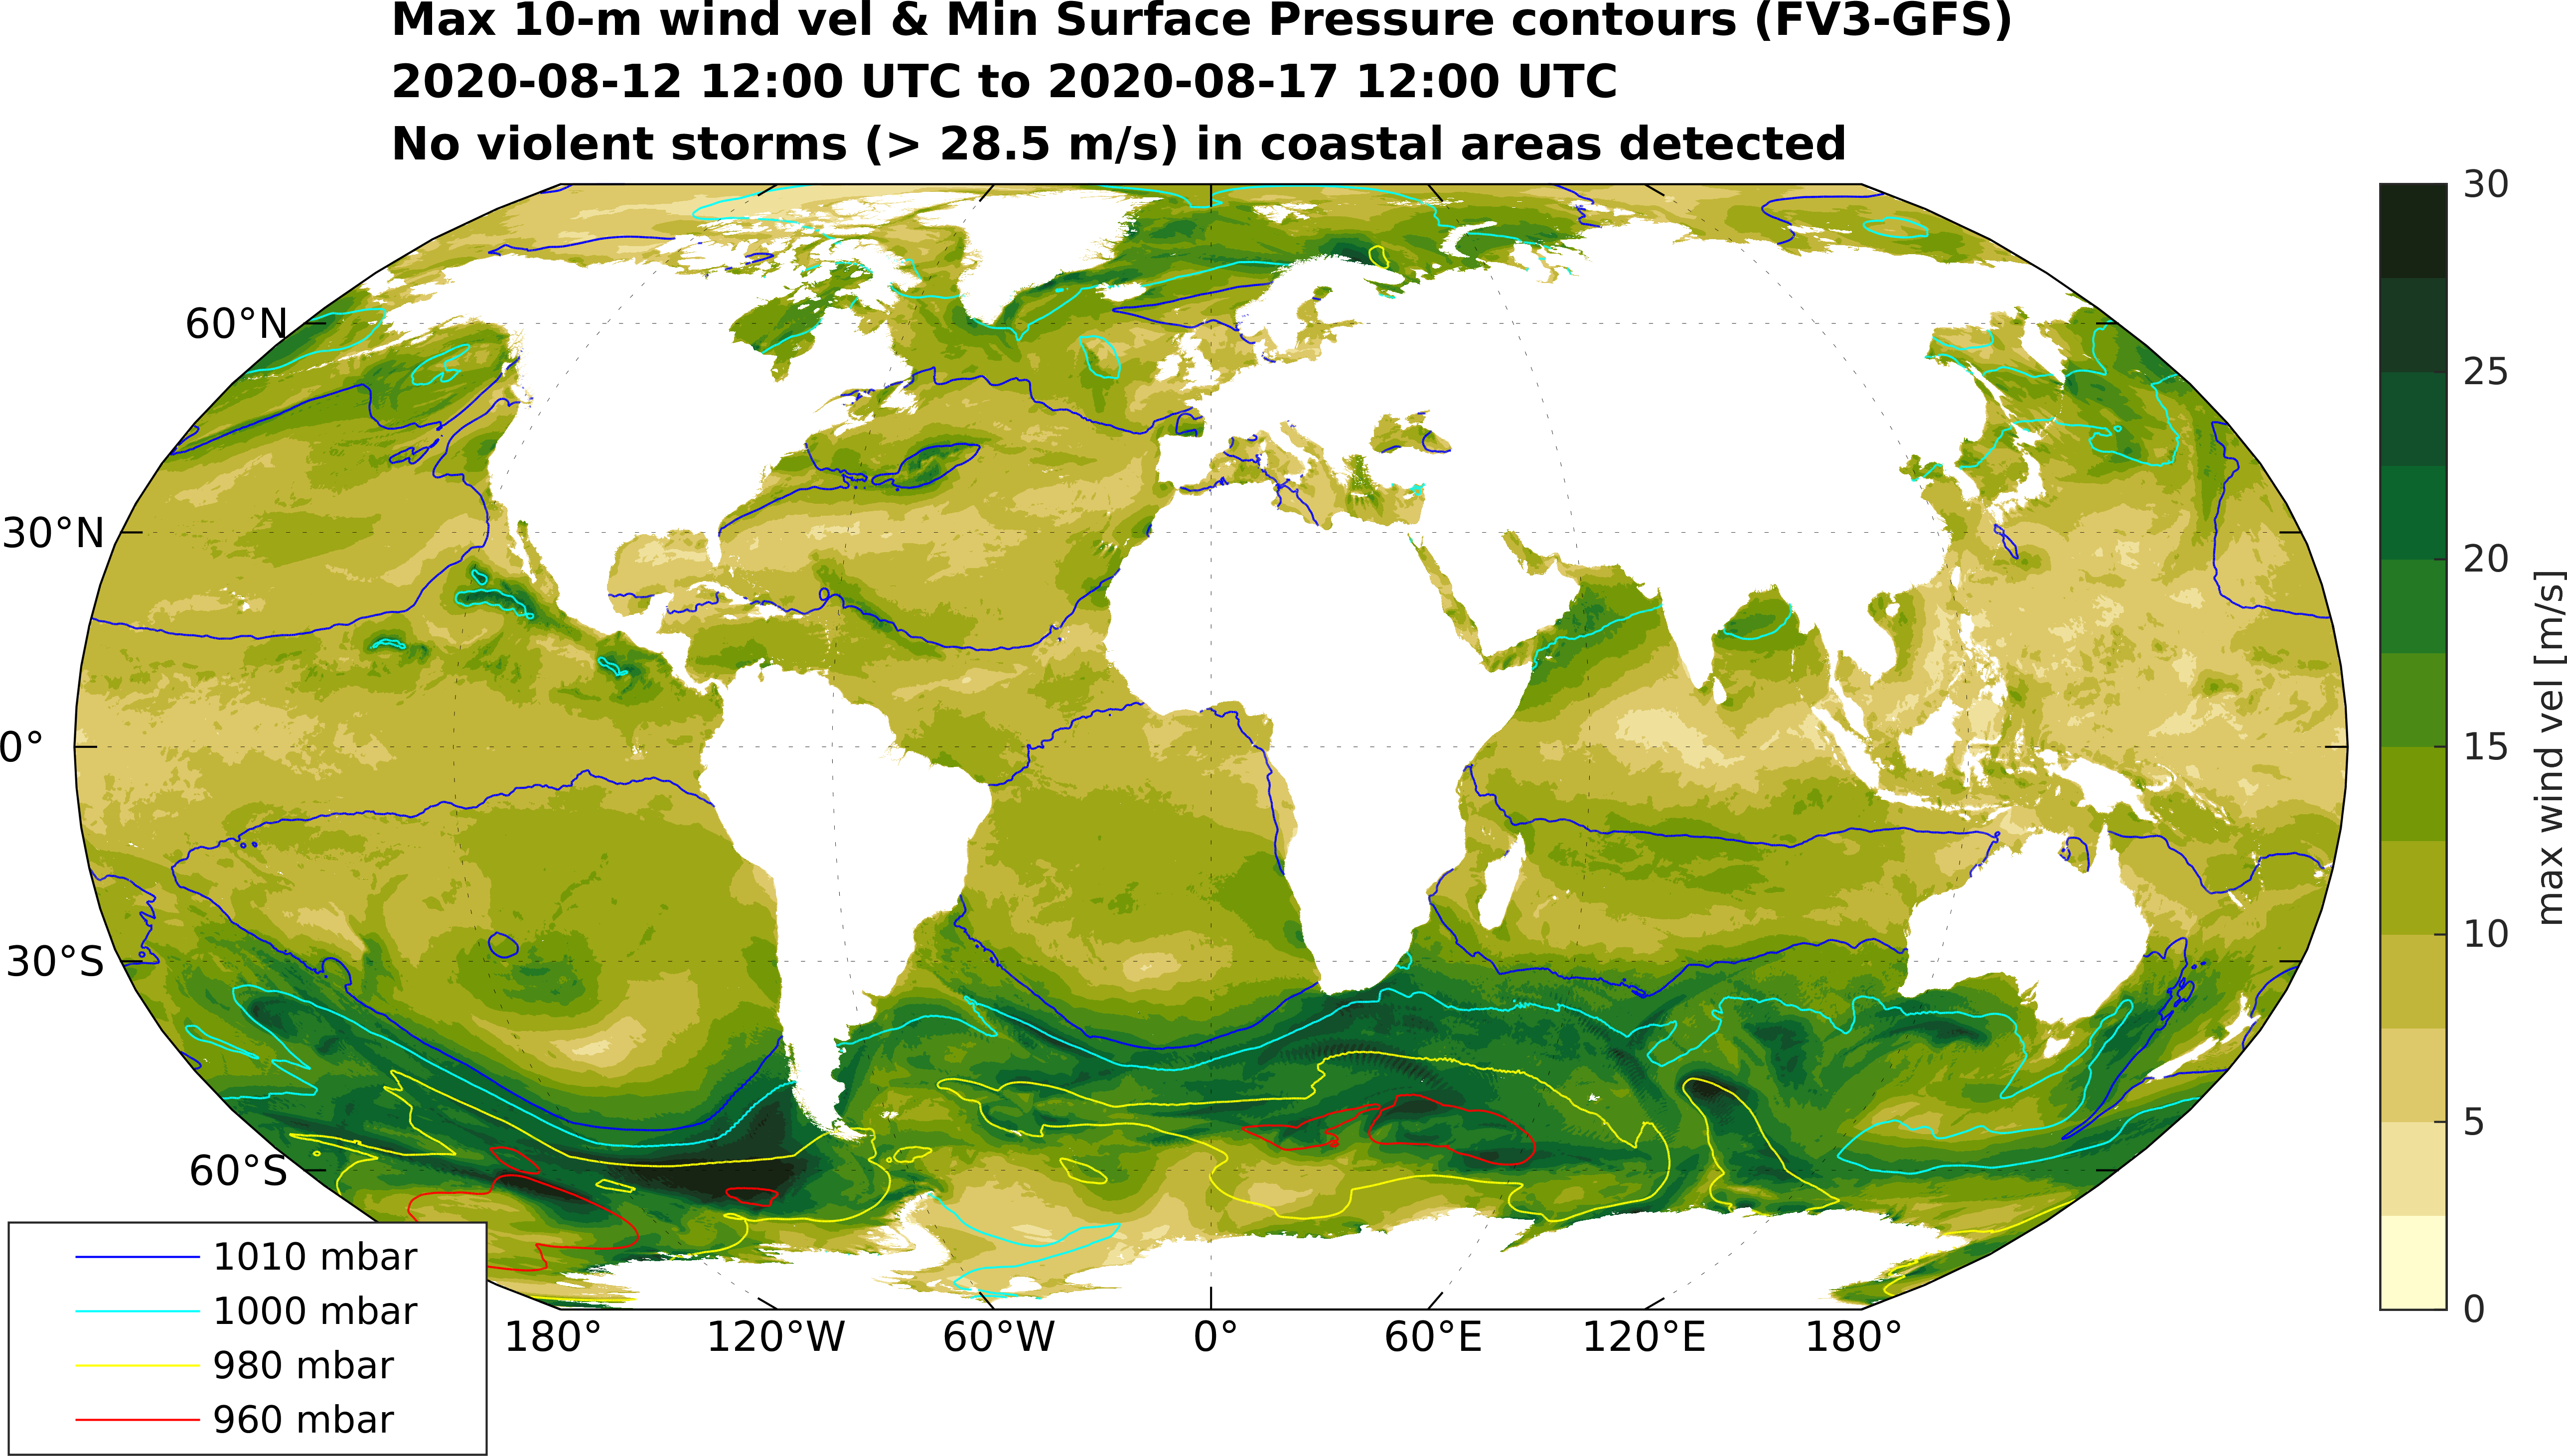 Max 10-m wind vel & Min Surface Pressure contours (FV3-GFS)
2020-08-12 12:00 UTC to 2020-08-17 12:00 UTC
No violent storms (> 28.5 m/s) in coastal areas detected
60°N
30°N
0°
30°S
60°S
180°
120°W
60°W
0°
60°E
120°E
180°
1010 mbar
1000 mbar
980 mbar
960 mbar
30
25
20
15
10
5
0
max wind vel [m/s]